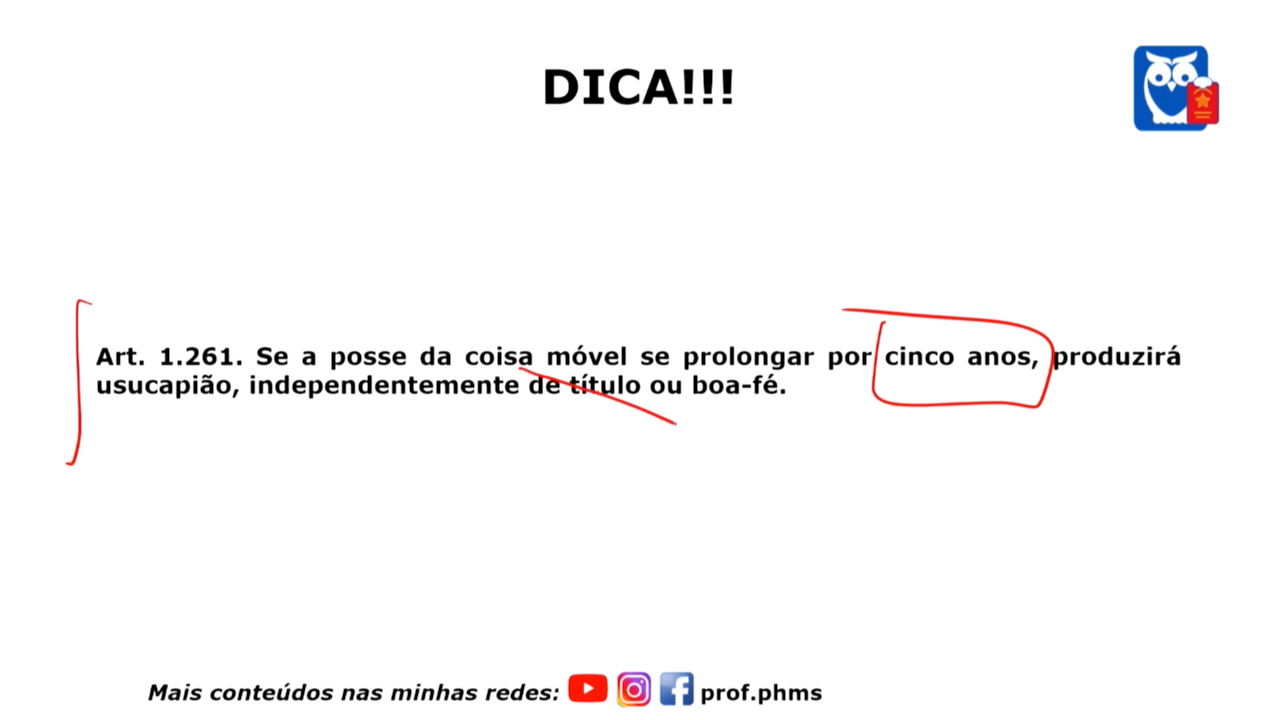 DICA!!!
Art. 1.261. Se a posse da coisa móvel se prolongar por cinco anos, produzirá
usucapião, independentemente de título ou boa-fé.
Mais conteúdos nas minhas redes: prof.phms